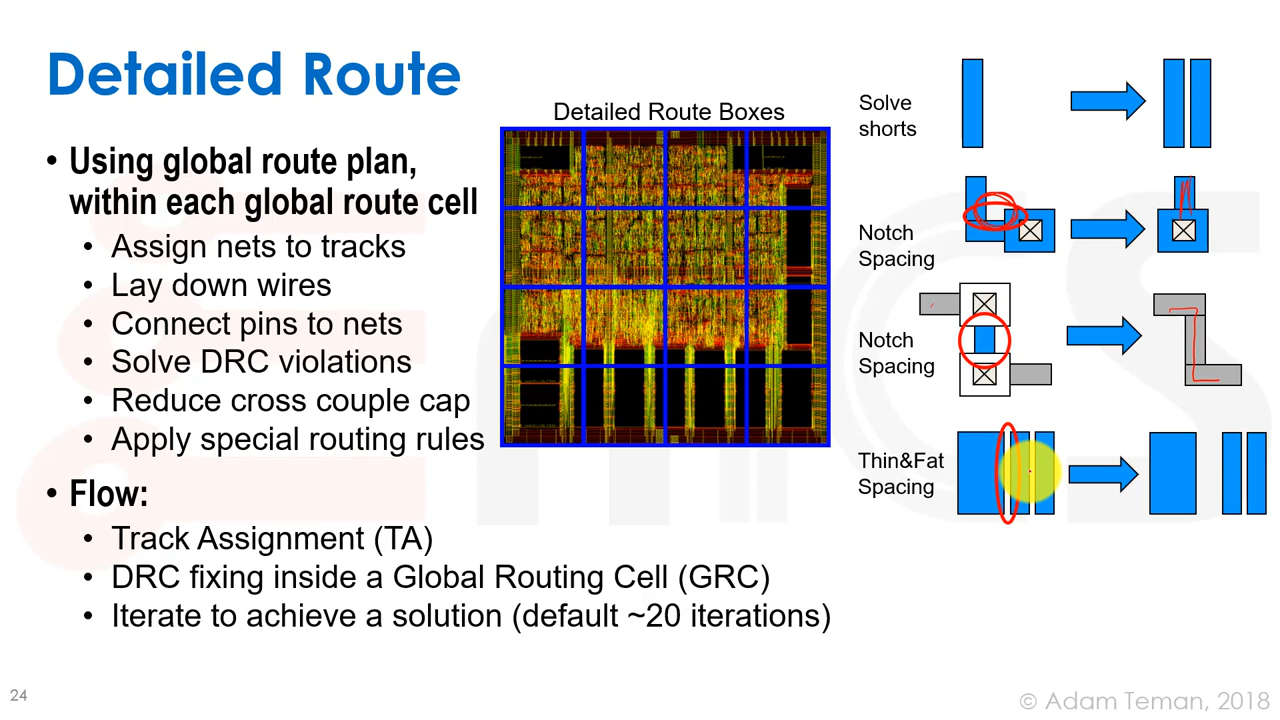 Detailed Route
• Using global route plan,
within each global route cell
• Assign nets to tracks
• Lay down wires
• Connect pins to nets
• Solve DRC violations
• Reduce cross couple cap
• Apply special routing rules
• Flow:
• Track Assignment (TA)
• DRC fixing inside a Global Routing Cell (GRC)
• Iterate to achieve a solution (default ~20 iterations)
Detailed Route Boxes
Solve
shorts
Notch
Spacing
Notch
Spacing
Thin&Fat
Spacing
24
© Adam Teman, 2018